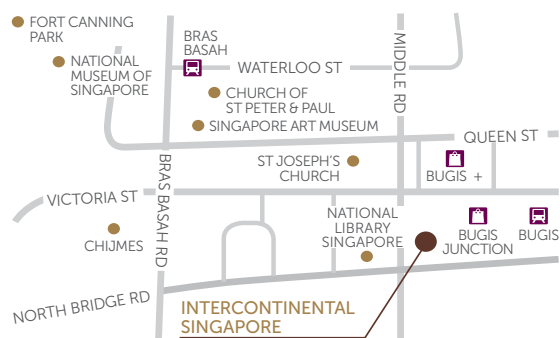 FORT CANNING
PARK
NATIONAL
MUSEUM OF
SINGAPORE
BRAS
BASAH
WATERLOO ST
MIDDLE RD
CHURCH OF
ST PETER & PAUL
SINGAPORE ART MUSEUM
QUEEN ST
ST JOSEPH'S
CHURCH
BUGIS +
BRAS BASAH RD
VICTORIA ST
CHIJMES
NATIONAL
LIBRARY
SINGAPORE
BUGIS
JUNCTION
BUGIS
NORTH BRIDGE RD
INTERCONTINENTAL
SINGAPORE